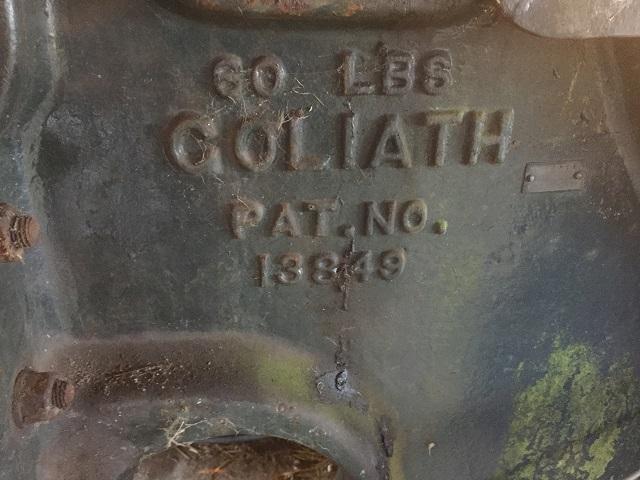 60 LBS
GOLIATH
PAT. NO.
13849